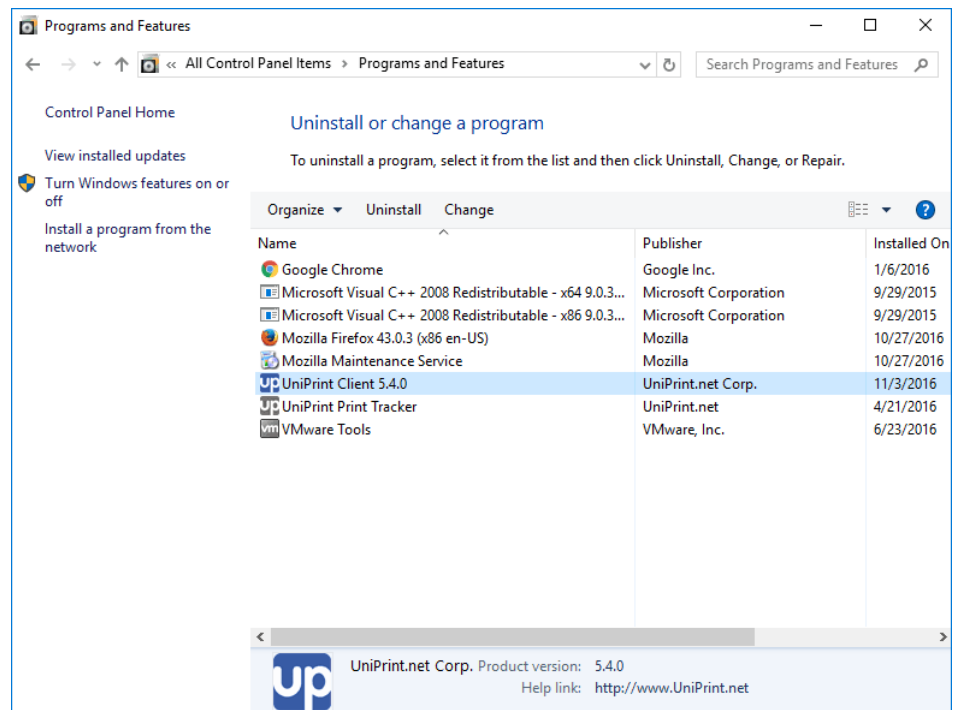 Programs and Features
« All Control Panel Items > Programs and Features
Search Programs and Features
Control Panel Home
View installed updates
Turn Windows features on or
off
Install a program from the
network
Uninstall or change a program
To uninstall a program, select it from the list and then click Uninstall, Change, or Repair.
Organize Uninstall Change
Name Publisher Installed On
Google Chrome Google Inc. 1/6/2016
Microsoft Visual C++ 2008 Redistributable - x64 9.0.3... Microsoft Corporation 9/29/2015
Microsoft Visual C++ 2008 Redistributable - x86 9.0.3... Microsoft Corporation 9/29/2015
Mozilla Firefox 43.0.3 (x86 en-US) Mozilla 10/27/2016
Mozilla Maintenance Service Mozilla 10/27/2016
up UniPrint Client 5.4.0 UniPrint.net Corp. 11/3/2016
up UniPrint Print Tracker UniPrint.net 4/21/2016
vm VMware Tools VMware, Inc. 6/23/2016
up
UniPrint.net Corp. Product version: 5.4.0
Help link: http://www.UniPrint.net